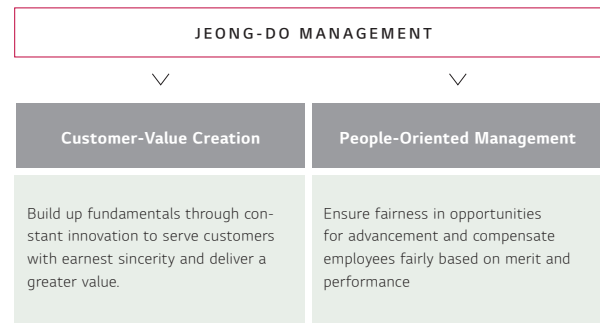 JEONG-DO MANAGEMENT
Customer-Value Creation
People-Oriented Management
Build up fundamentals through con-
stant innovation to serve customers
with earnest sincerity and deliver a
greater value.
Ensure fairness in opportunities
for advancement and compensate
employees fairly based on merit and
performance